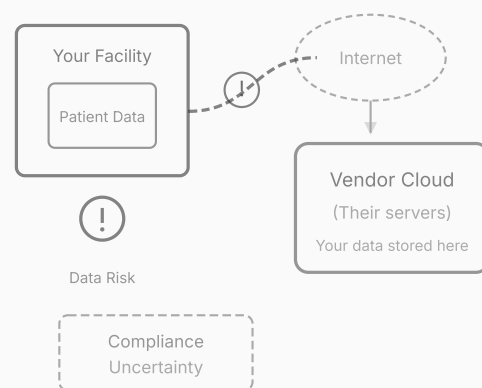 Your Facility
Patient Data
Internet
Vendor Cloud
(Their servers)
Your data stored here
Data Risk
Compliance
Uncertainty